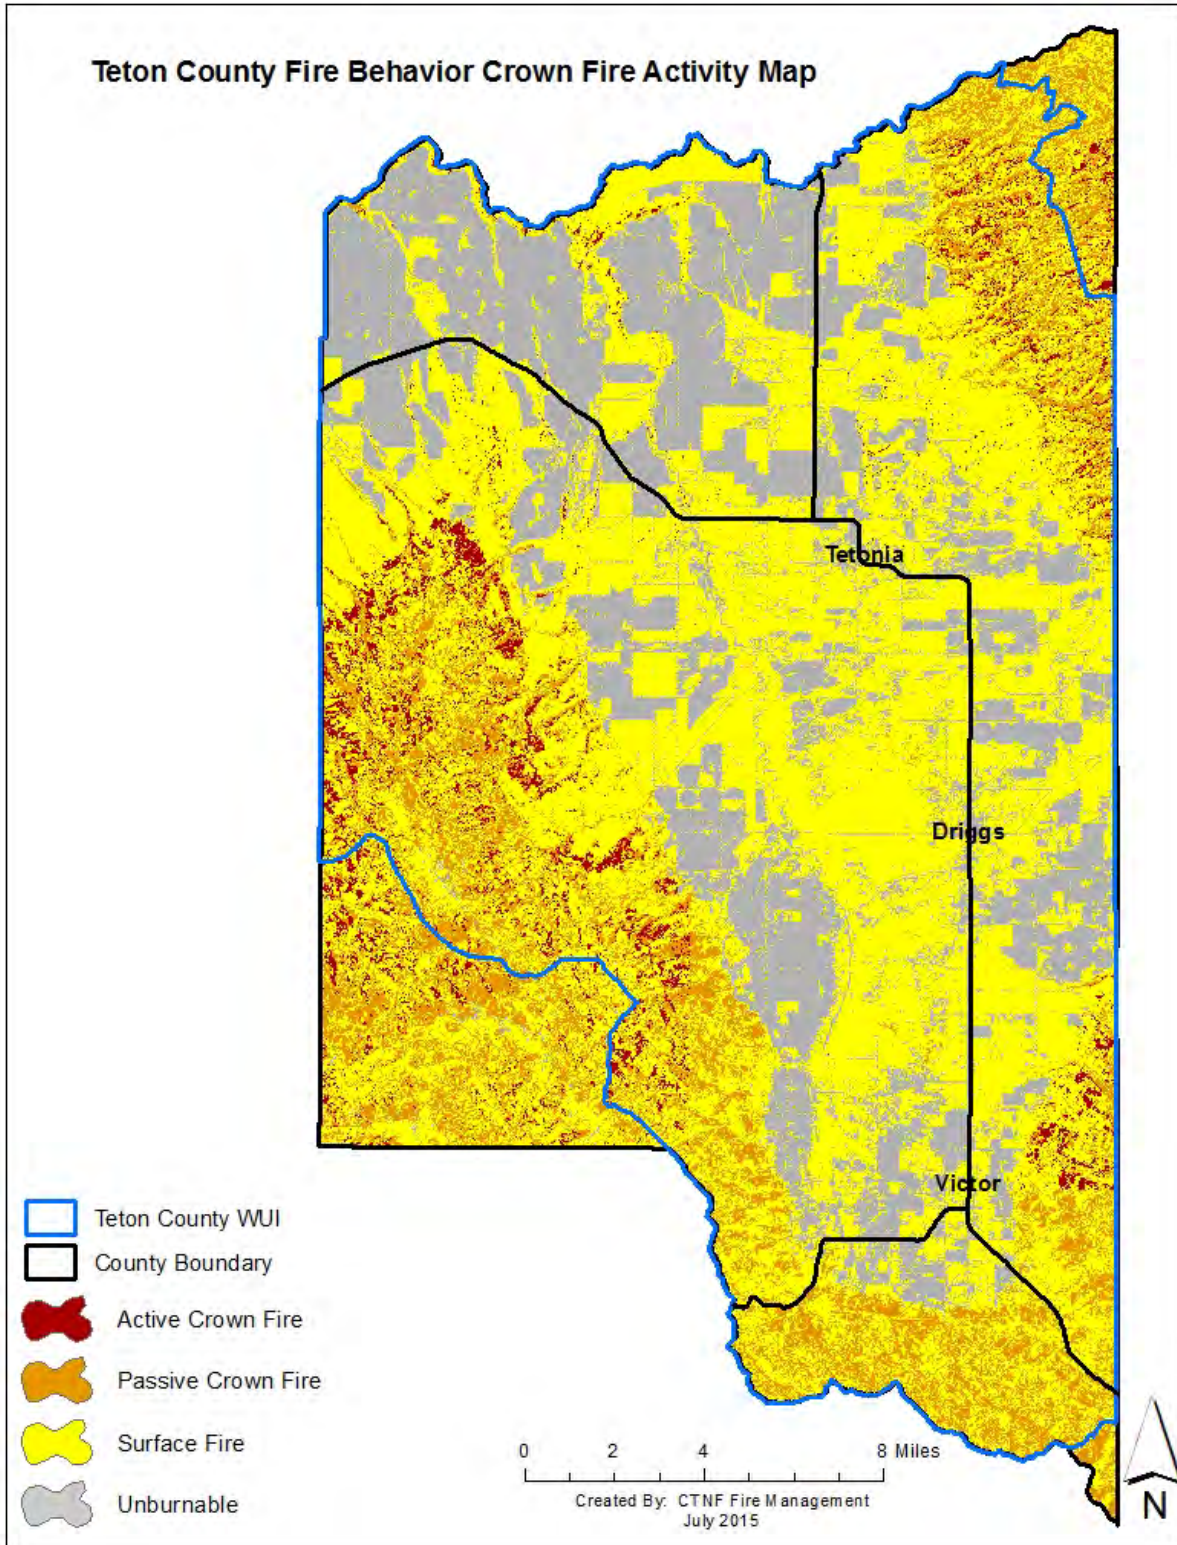 Teton County Fire Behavior Crown Fire Activity Map
Tetonia
Driggs
Victor
Teton County WUI
County Boundary
Active Crown Fire
Passive Crown Fire
Surface Fire
Unburnable
0 2 4 8 Miles
Created By: CTNF Fire Management
July 2015
N